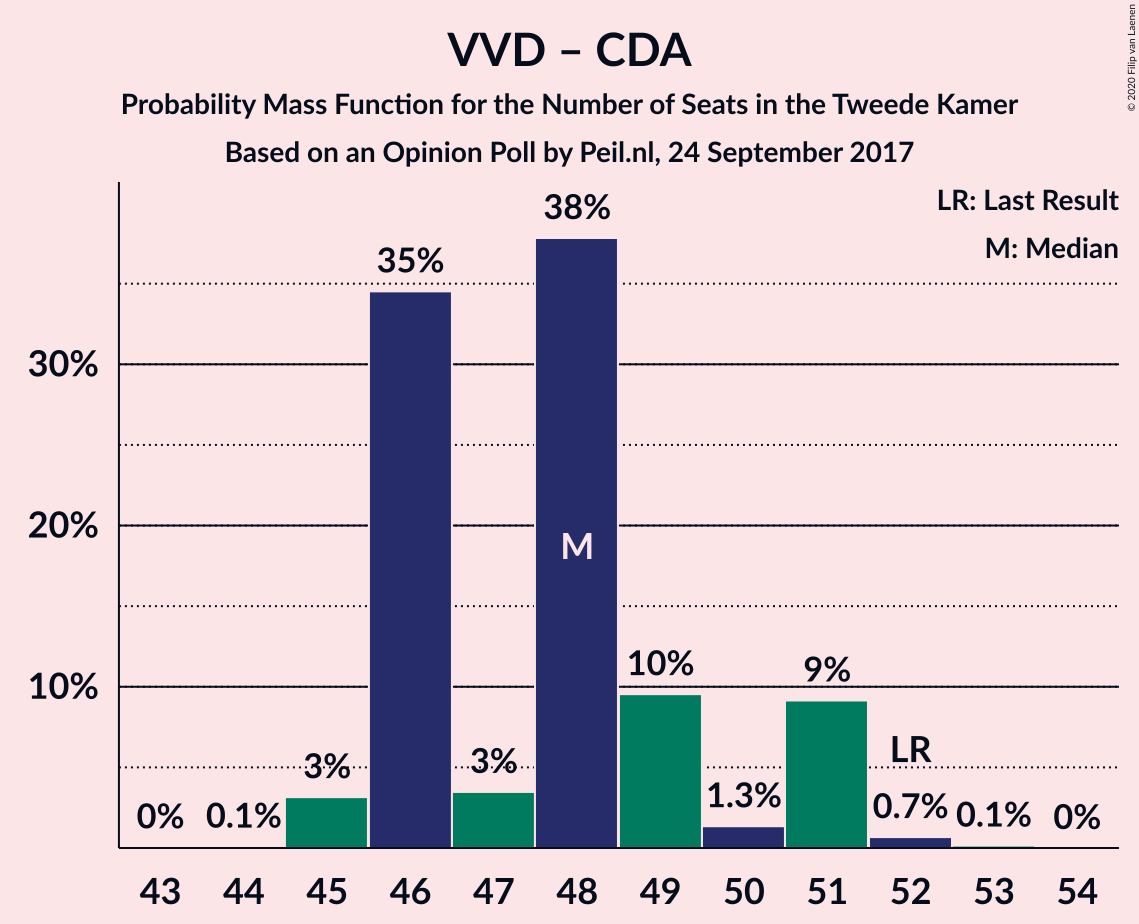 VVD – CDA
Probability Mass Function for the Number of Seats in the Tweede Kamer
Based on an Opinion Poll by Peil.nl, 24 September 2017
© 2020 Filip van Laenen
LR: Last Result
M: Median
30%
20%
10%
0%
0.1%
3%
35%
3%
38%
M
10%
1.3%
9%
LR
0.7%
0.1%
0%
43 44 45 46 47 48 49 50 51 52 53 54